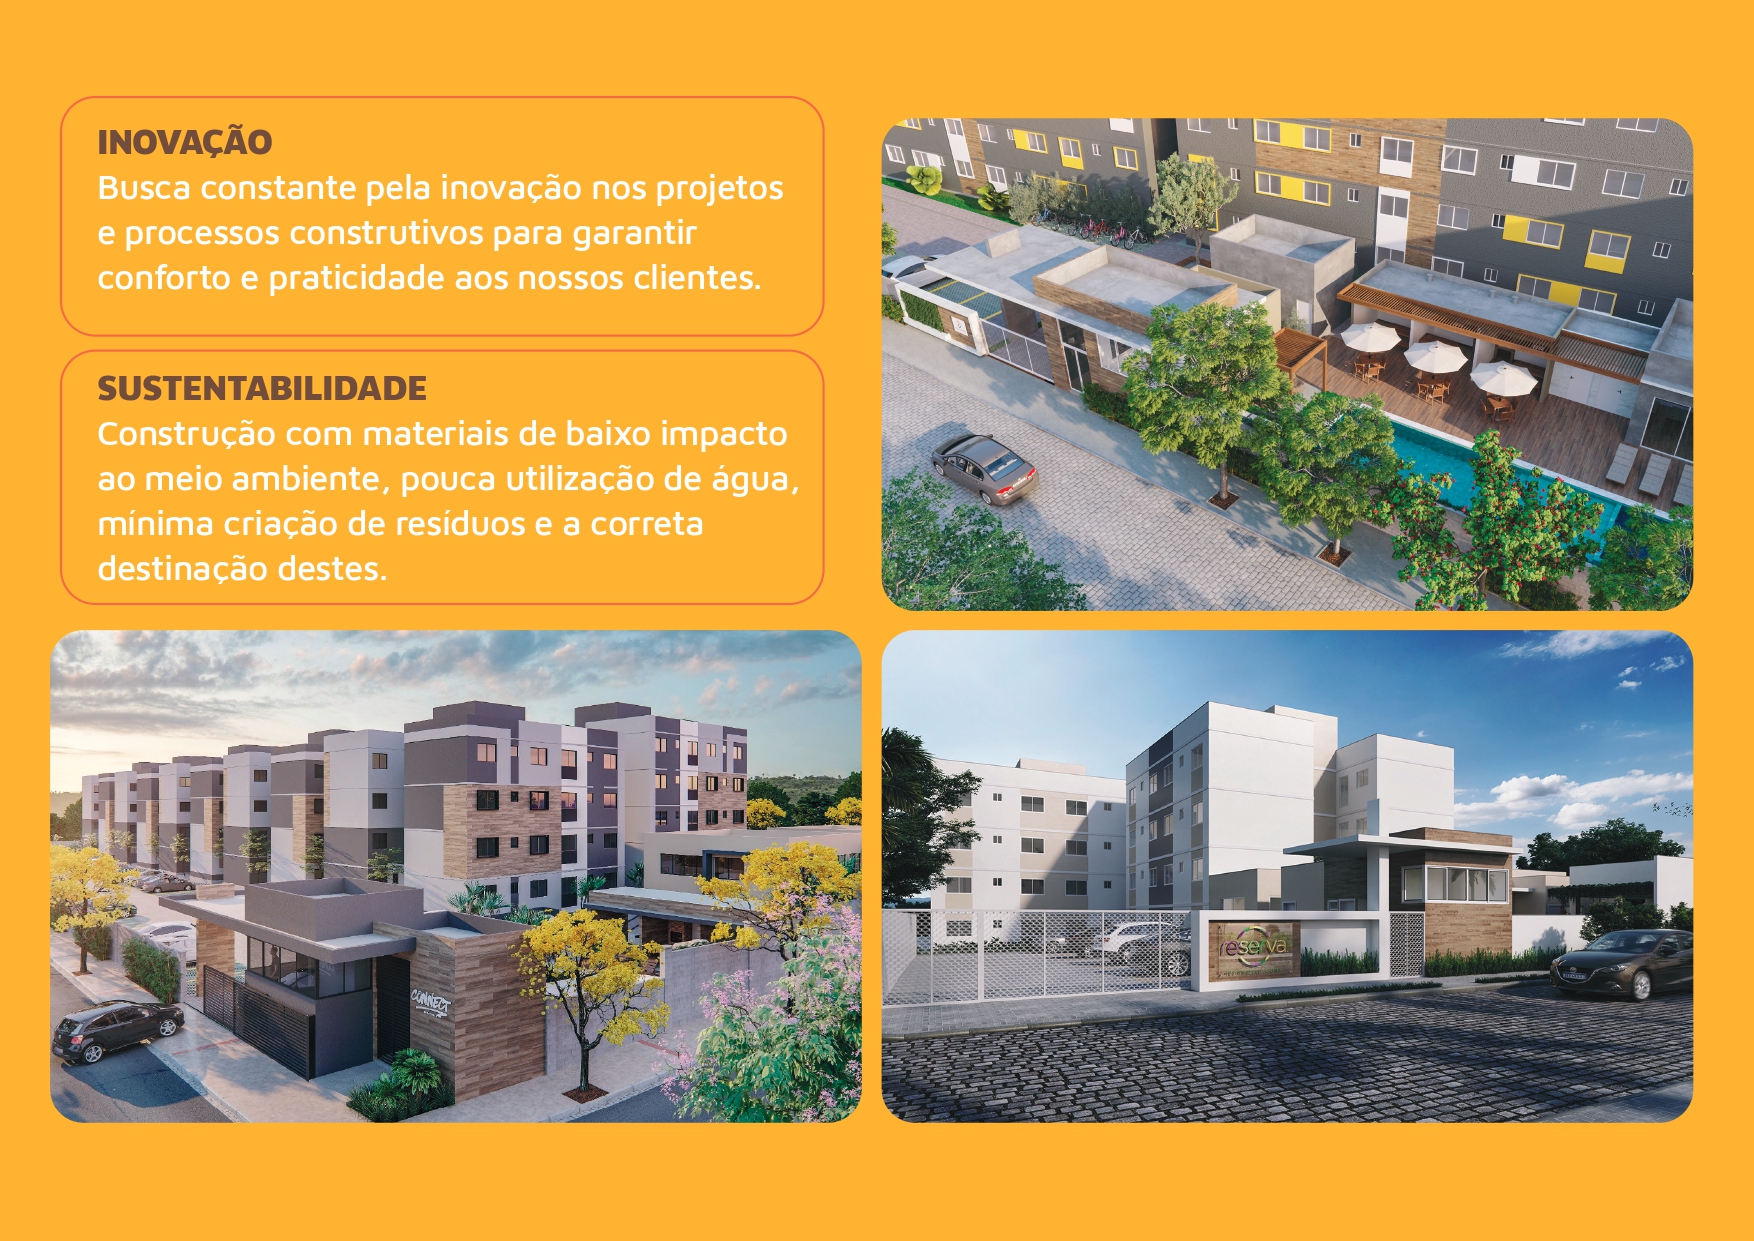 INOVAÇÃO
Busca constante pela inovação nos projetos
e processos construtivos para garantir
conforto e praticidade aos nossos clientes.
SUSTENTABILIDADE
Construção com materiais de baixo impacto
ao meio ambiente, pouca utilização de água,
mínima criação de resíduos e a correta
destinação destes.
CONNECT
reserva